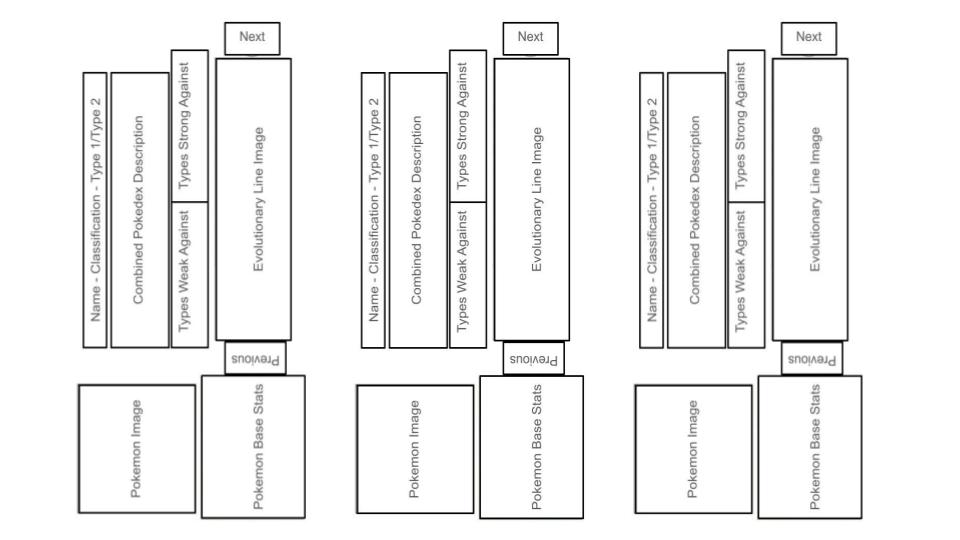 Next
Name - Classification - Type 1/Type 2
Combined Pokedex Description
Types Strong Against
Types Weak Against
Evolutionary Line Image
Previous
Pokemon Image
Pokemon Base Stats
Next
Name - Classification - Type 1/Type 2
Combined Pokedex Description
Types Strong Against
Types Weak Against
Evolutionary Line Image
Previous
Pokemon Image
Pokemon Base Stats
Next
Name - Classification - Type 1/Type 2
Combined Pokedex Description
Types Strong Against
Types Weak Against
Evolutionary Line Image
Previous
Pokemon Image
Pokemon Base Stats